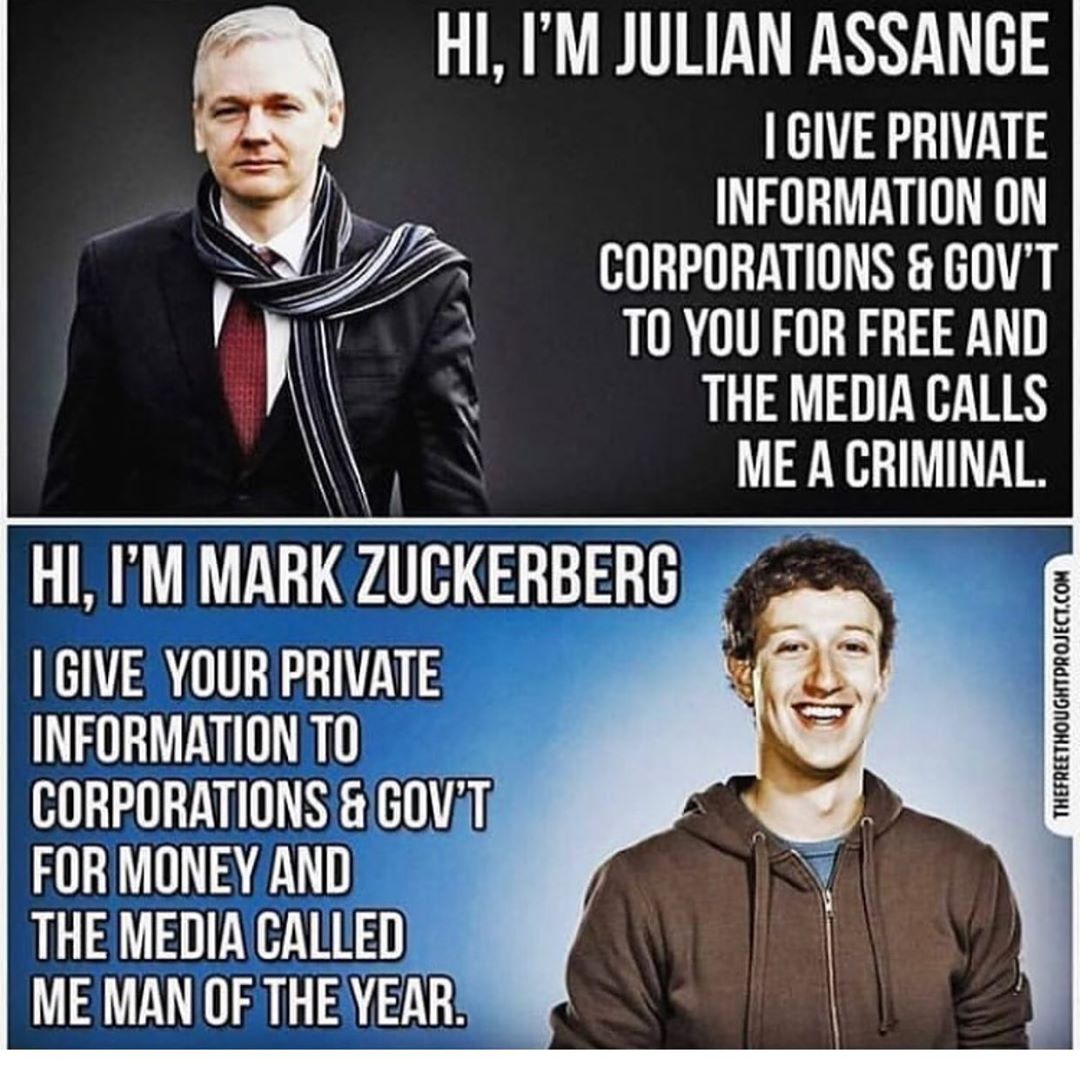 HI, I'M JULIAN ASSANGE
I GIVE PRIVATE
INFORMATION ON
CORPORATIONS & GOV'T
TO YOU FOR FREE AND
THE MEDIA CALLS
ME A CRIMINAL.
HI, I'M MARK ZUCKERBERG
I GIVE YOUR PRIVATE
INFORMATION TO
CORPORATIONS & GOV'T
FOR MONEY AND
THE MEDIA CALLED
ME MAN OF THE YEAR.
THEFREETHOUGHTPROJECT.COM